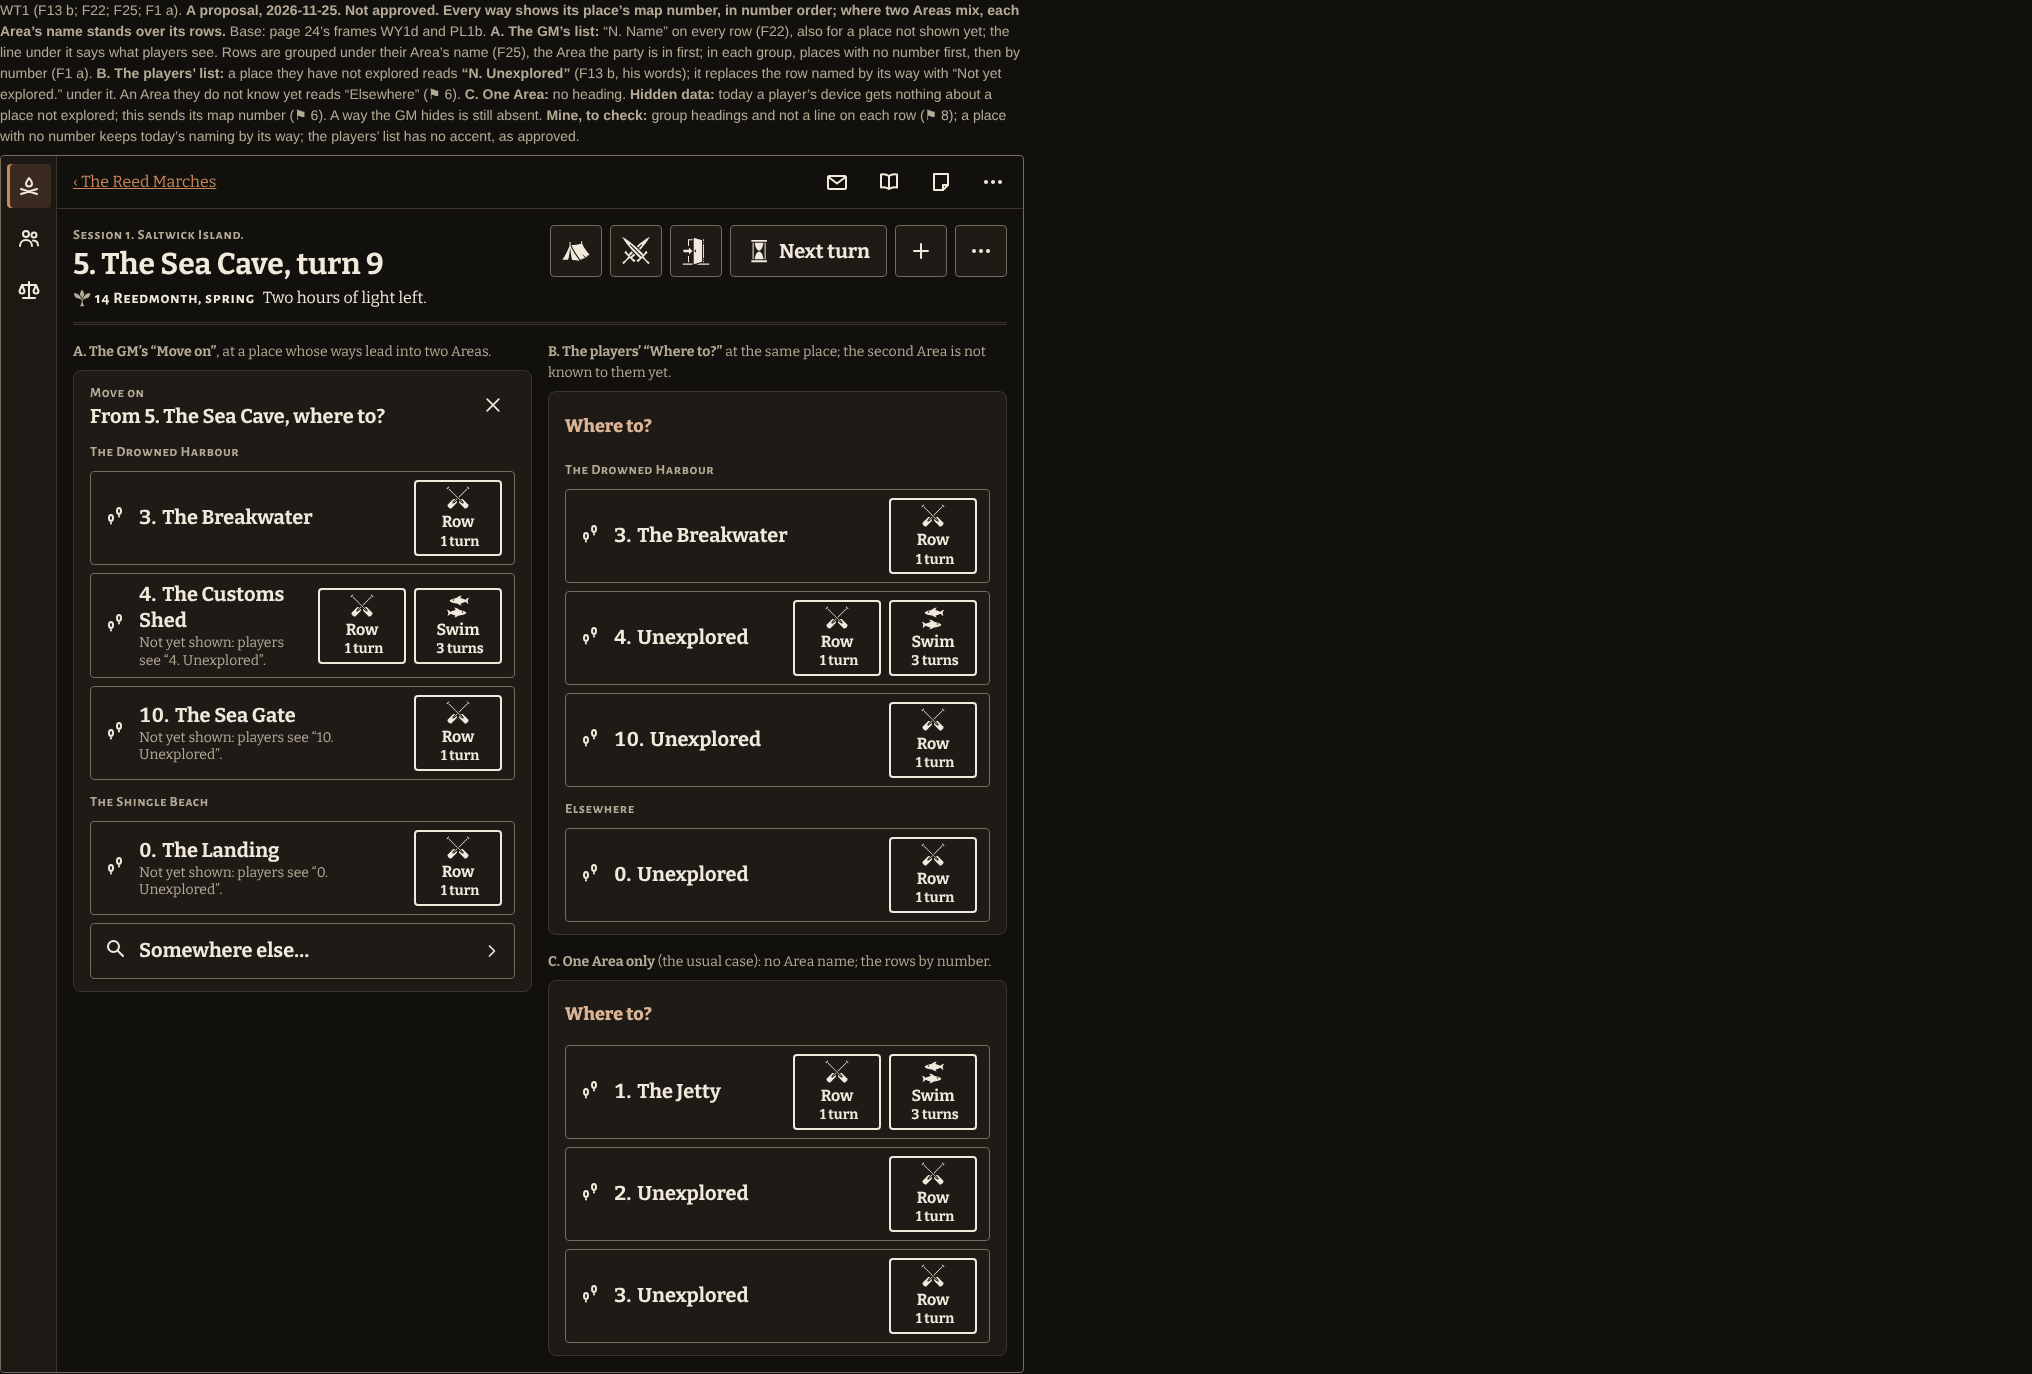 WT1 (F13 b; F22; F25; F1 a). A proposal, 2026-11-25. Not approved. Every way shows its place’s map number, in number order; where two Areas mix, each
Area’s name stands over its rows. Base: page 24’s frames WY1d and PL1b. A. The GM’s list: “N. Name” on every row (F22), also for a place not shown yet; the
line under it says what players see. Rows are grouped under their Area’s name (F25), the Area the party is in first; in each group, places with no number first, then by
number (F1 a). B. The players’ list: a place they have not explored reads “N. Unexplored” (F13 b, his words); it replaces the row named by its way with “Not yet
explored.” under it. An Area they do not know yet reads “Elsewhere” (⚑ 6). C. One Area: no heading. Hidden data: today a player’s device gets nothing about a
place not explored; this sends its map number (⚑ 6). A way the GM hides is still absent. Mine, to check: group headings and not a line on each row (⚑ 8); a place
with no number keeps today’s naming by its way; the players’ list has no accent, as approved.
‹ The Reed Marches
Session 1. Saltwick Island.
5. The Sea Cave, turn 9
14 Reedmonth, spring Two hours of light left.
Next turn
A. The GM’s “Move on”, at a place whose ways lead into two Areas.
Move on
From 5. The Sea Cave, where to?
The Drowned Harbour
3. The Breakwater
Row
1 turn
4. The Customs
Shed
Not yet shown: players
see “4. Unexplored”.
Row
1 turn
Swim
3 turns
10. The Sea Gate
Not yet shown: players see “10.
Unexplored”.
Row
1 turn
The Shingle Beach
0. The Landing
Not yet shown: players see “0.
Unexplored”.
Row
1 turn
Somewhere else…
B. The players’ “Where to?” at the same place; the second Area is not
known to them yet.
Where to?
The Drowned Harbour
3. The Breakwater
Row
1 turn
4. Unexplored
Row
1 turn
Swim
3 turns
10. Unexplored
Row
1 turn
Elsewhere
0. Unexplored
Row
1 turn
C. One Area only (the usual case): no Area name; the rows by number.
Where to?
1. The Jetty
Row
1 turn
Swim
3 turns
2. Unexplored
Row
1 turn
3. Unexplored
Row
1 turn